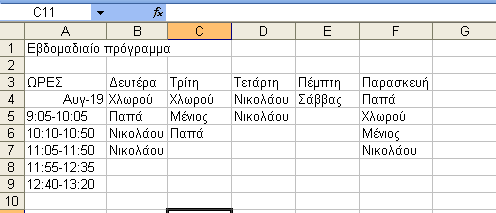 C11 fx
A B C D E F G
1 Εβδομαδιαίο πρόγραμμα
2
3 ΩΡΕΣ Δευτέρα Τρίτη Τετάρτη Πέμπτη Παρασκευή
4 Αυγ-19 Χλωρού Χλωρού Νικολάου Σάββας Παπά
5 9:05-10:05 Παπά Μένιος Νικολάου Χλωρού
6 10:10-10:50 Νικολάου Παπά Μένιος
7 11:05-11:50 Νικολάου Νικολάου
8 11:55-12:35
9 12:40-13:20
10